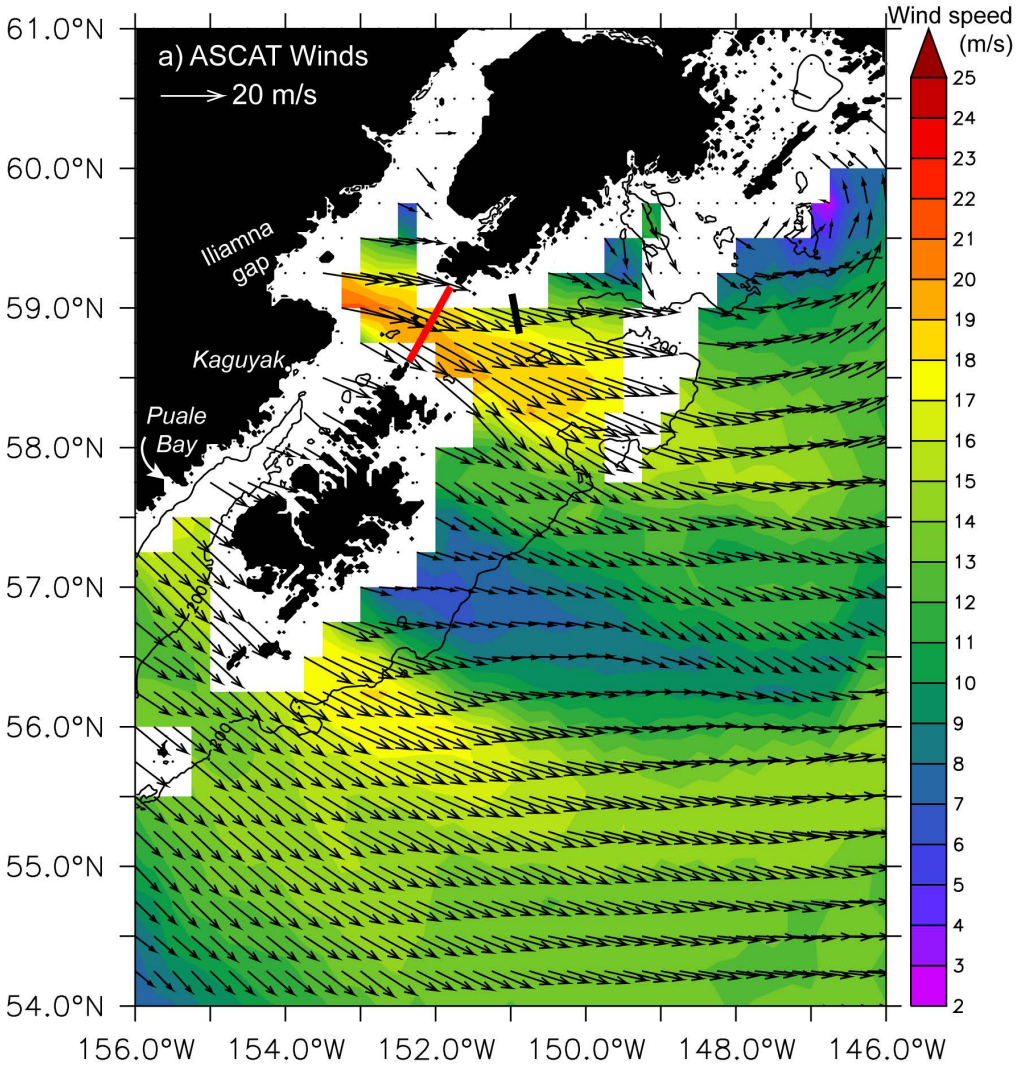 Wind speed
(m/s)
61.0°N
a) ASCAT Winds
20 m/s
60.0°N
Iliamna
gap
59.0°N
200
Kaguyak
Puale
Bay
58.0°N
57.0°N
200
56.0°N
200
55.0°N
54.0°N
156.0°W
154.0°W
152.0°W
150.0°W
148.0°W
146.0°W
25
24
23
22
21
20
19
18
17
16
15
14
13
12
11
10
9
8
7
6
5
4
3
2